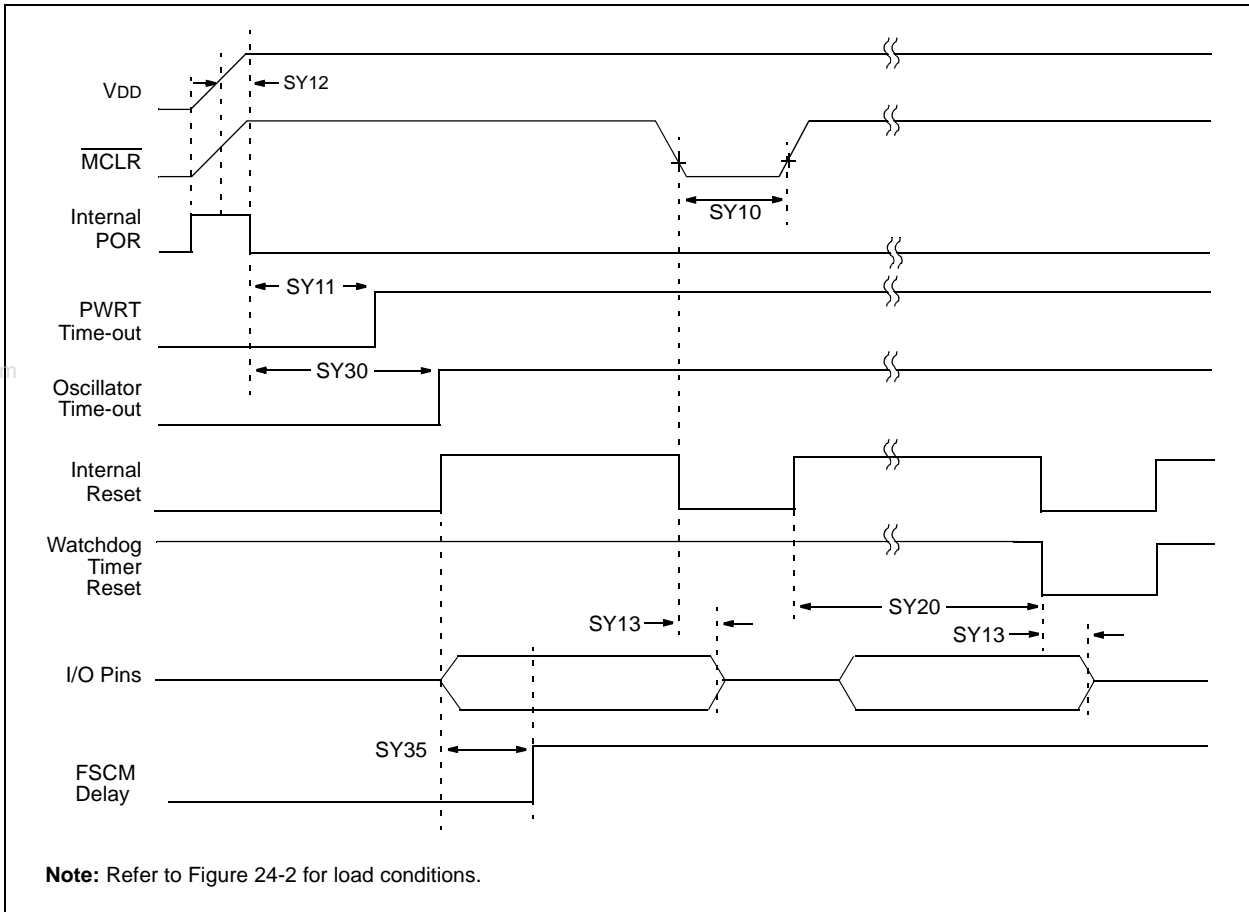 SY12
VDD
MCLR
SY10
Internal
POR
SY11
PWRT
Time-out
SY30
m
Oscillator
Time-out
Internal
Reset
Watchdog
Timer
Reset
SY20
SY13
SY13
I/O Pins
SY35
FSCM
Delay
Note: Refer to Figure 24-2 for load conditions.